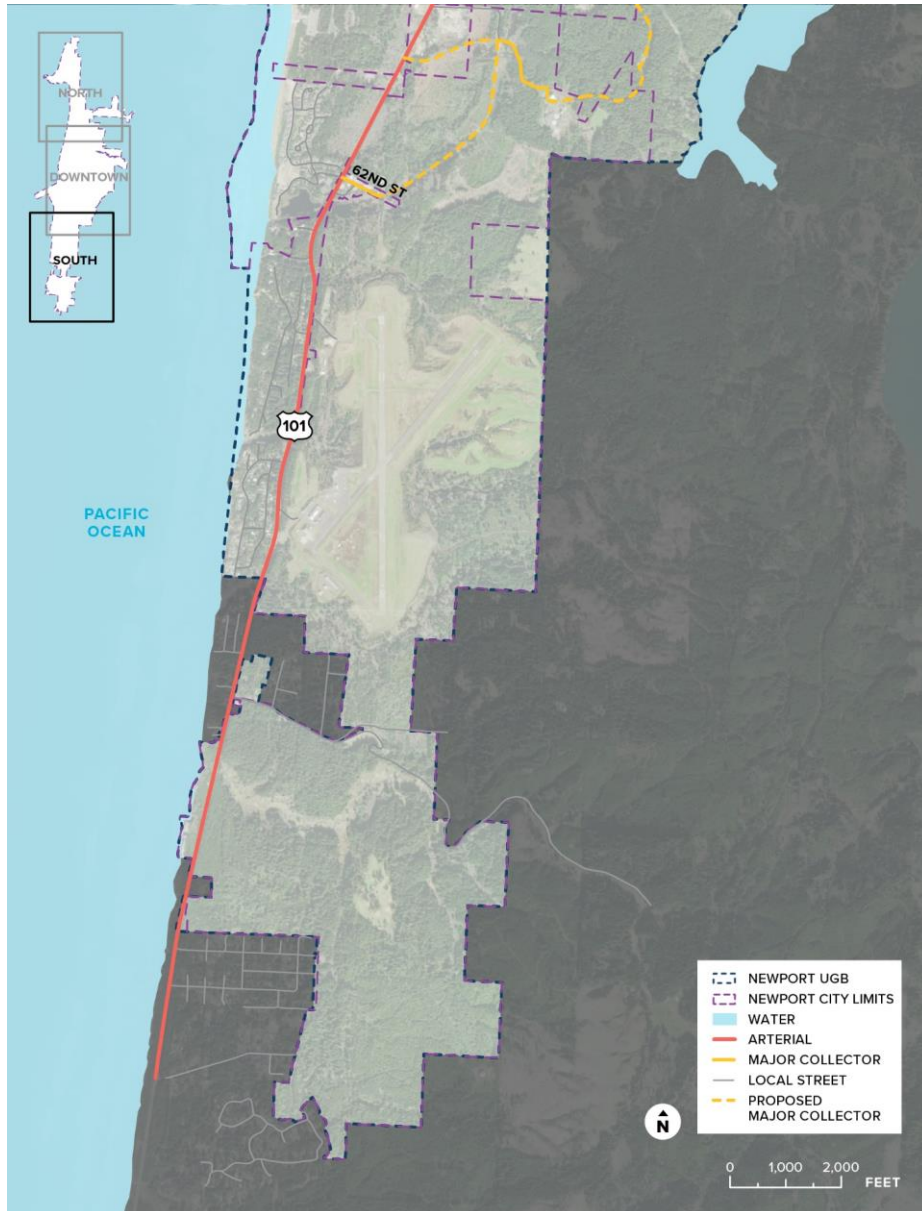 NORTH
DOWNTOWN
SOUTH
62ND ST
101
PACIFIC
OCEAN
NEWPORT UGB
NEWPORT CITY LIMITS
WATER
ARTERIAL
MAJOR COLLECTOR
LOCAL STREET
PROPOSED
MAJOR COLLECTOR
N
0 1,000 2,000
FEET